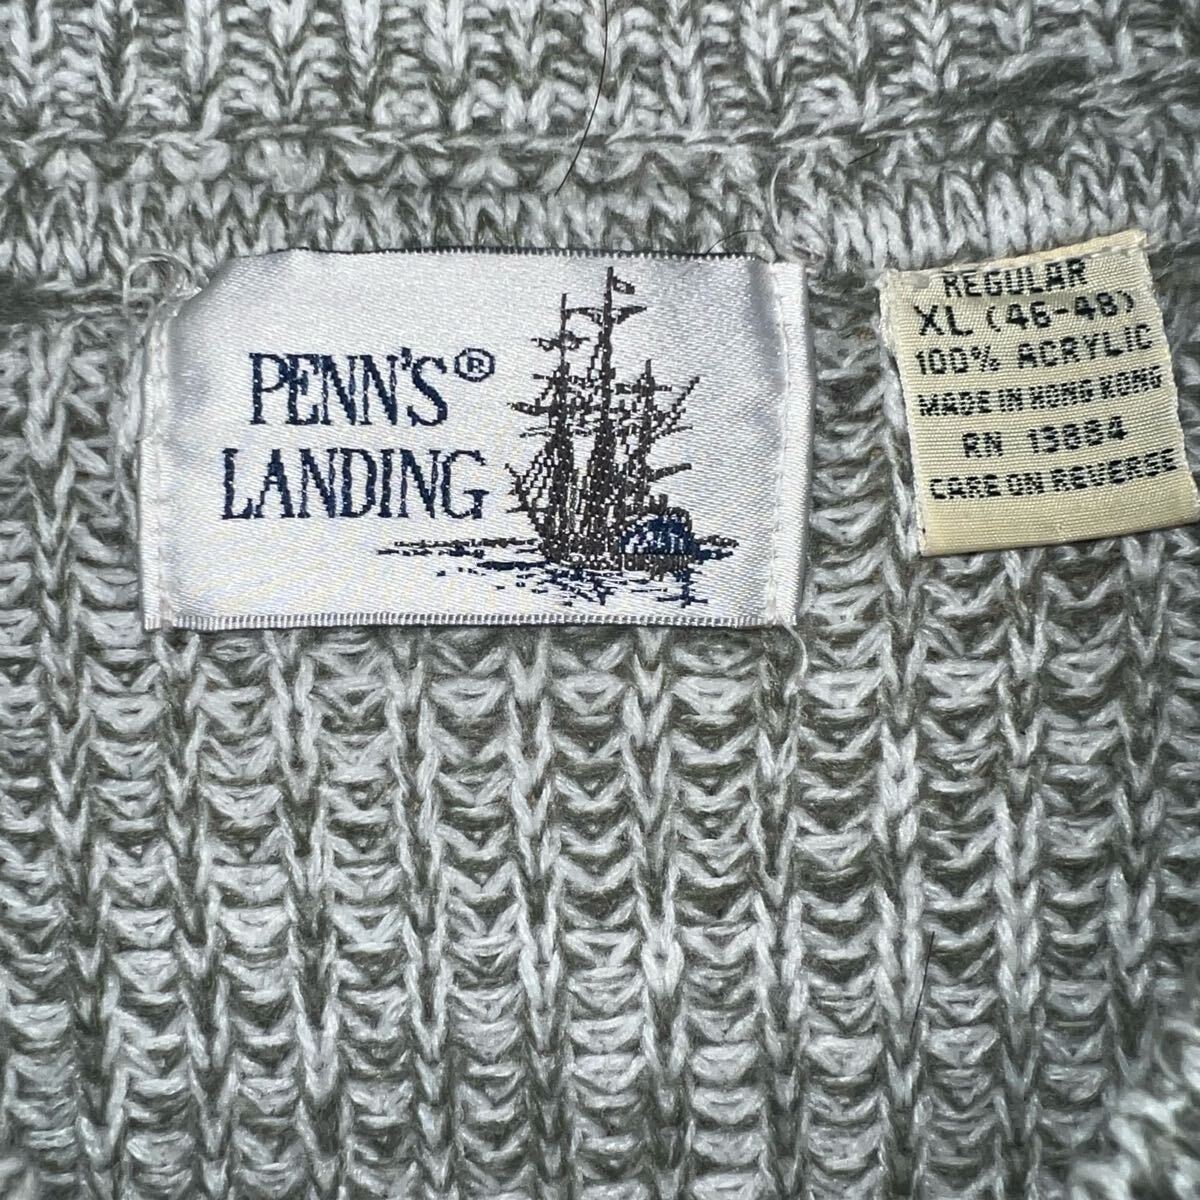 PENN'S®
LANDING
REGULAR
XL (46-48)
100% ACRYLIC
MADE IN HONG KONG
RN 13884
CARE ON REVERSE